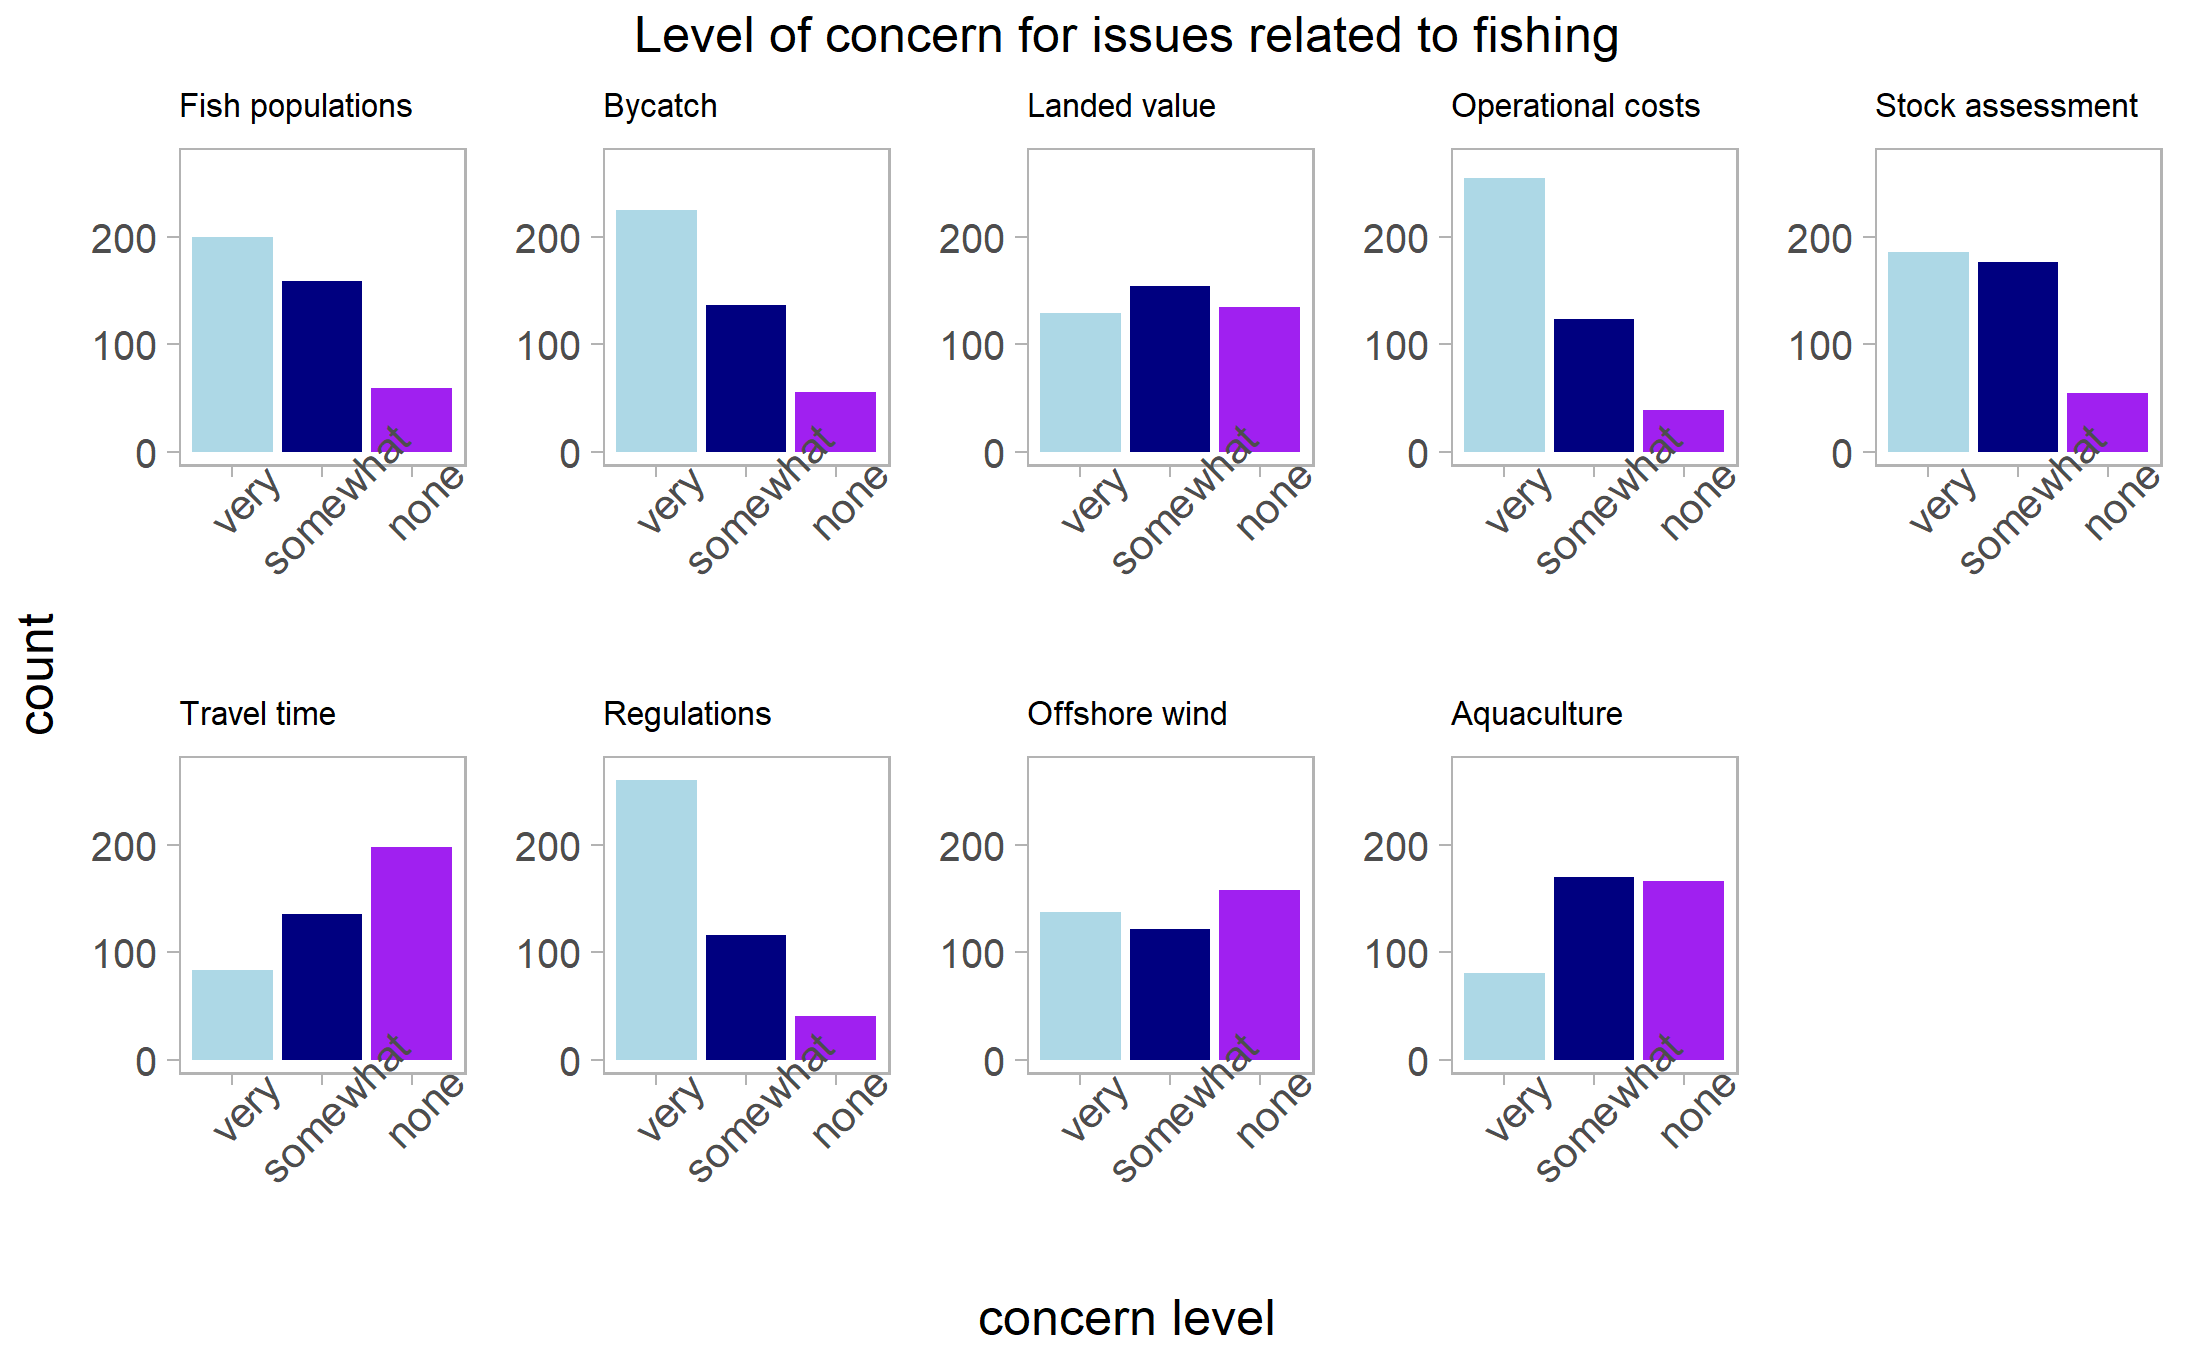 Level of concern for issues related to fishing
Fish populations Bycatch Landed value Operational costs Stock assessment
200 200 200 200 200
100 100 100 100 100
0 0 0 0 0
very somewhat none very somewhat none very somewhat none very somewhat none very somewhat none
count
Travel time Regulations Offshore wind Aquaculture
200 200 200 200
100 100 100 100
0 0 0 0
very somewhat none very somewhat none very somewhat none very somewhat none
concern level